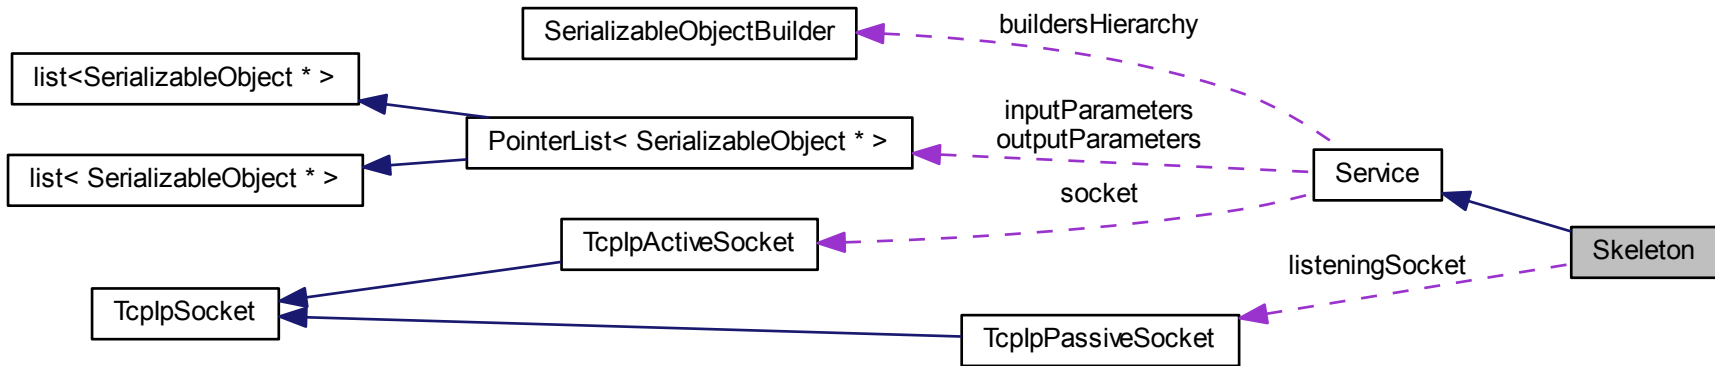 SerializableObjectBuilder
buildersHierarchy
list<SerializableObject * >
inputParameters
outputParameters
PointerList< SerializableObject * >
list< SerializableObject * >
Service
socket
TcpIpActiveSocket
Skeleton
listeningSocket
TcpIpSocket
TcpIpPassiveSocket